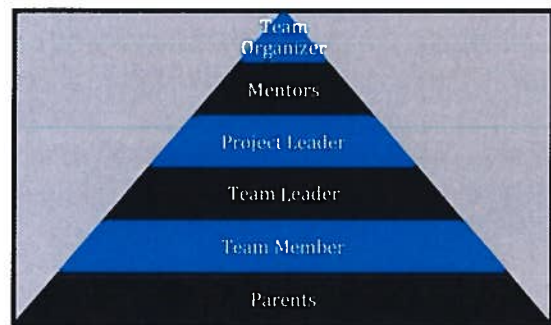 Team
Organizer
Mentors
Project Leader
Team Leader
Team Member
Parents